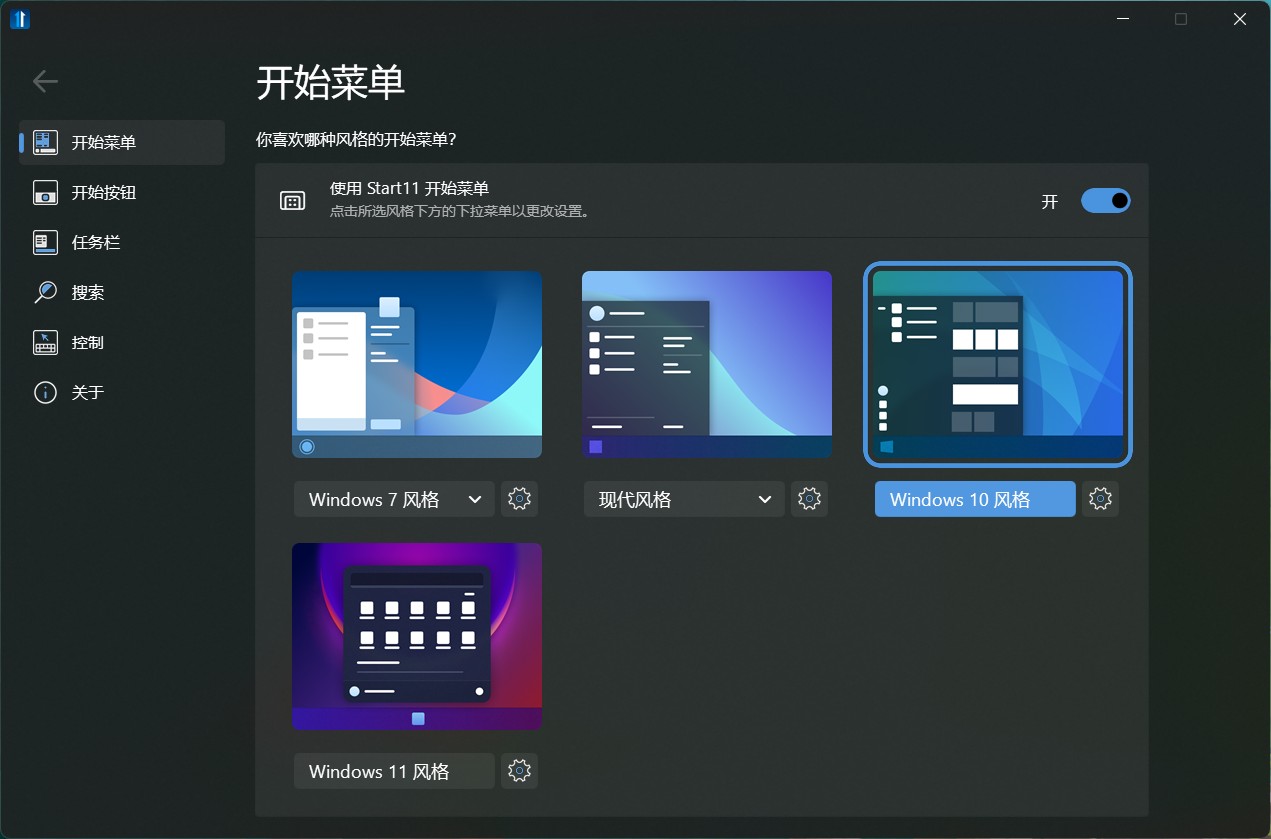 开始菜单
你喜欢哪种风格的开始菜单?
开始菜单
开始按钮
任务栏
搜索
控制
关于
使用 Start11 开始菜单
点击所选风格下方的下拉菜单以更改设置。
开
Windows 7 风格
现代风格
Windows 10 风格
Windows 11 风格